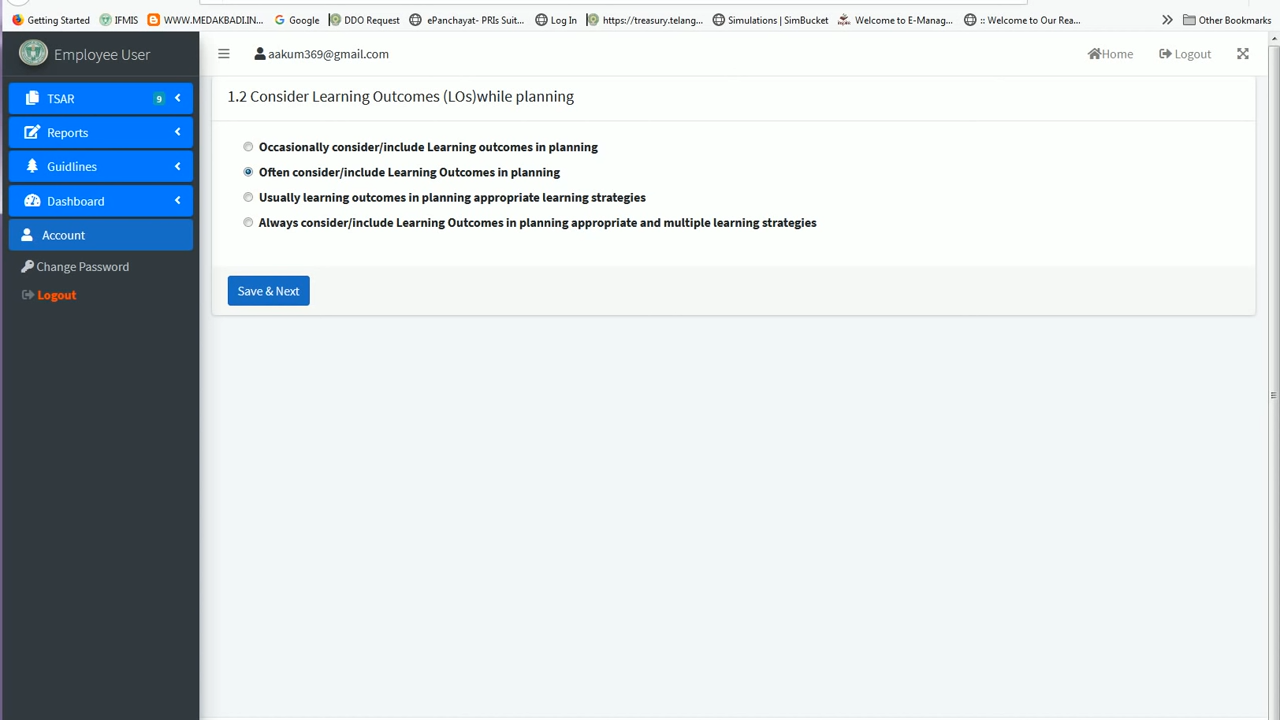 Getting Started IFMIS WWW.MEDAKBADI.IN... Google DDO Request ePanchayat- PRIs Suit... Log In https://treasury.telang... Simulations | SimBucket Welcome to E-Manag... :: Welcome to Our Rea... Other Bookmarks
Employee User
aakum369@gmail.com
Home Logout
TSAR 9
Reports
Guidlines
Dashboard
Account
Change Password
Logout
1.2 Consider Learning Outcomes (LOs)while planning
Occasionally consider/include Learning outcomes in planning
Often consider/include Learning Outcomes in planning
Usually learning outcomes in planning appropriate learning strategies
Always consider/include Learning Outcomes in planning appropriate and multiple learning strategies
Save & Next